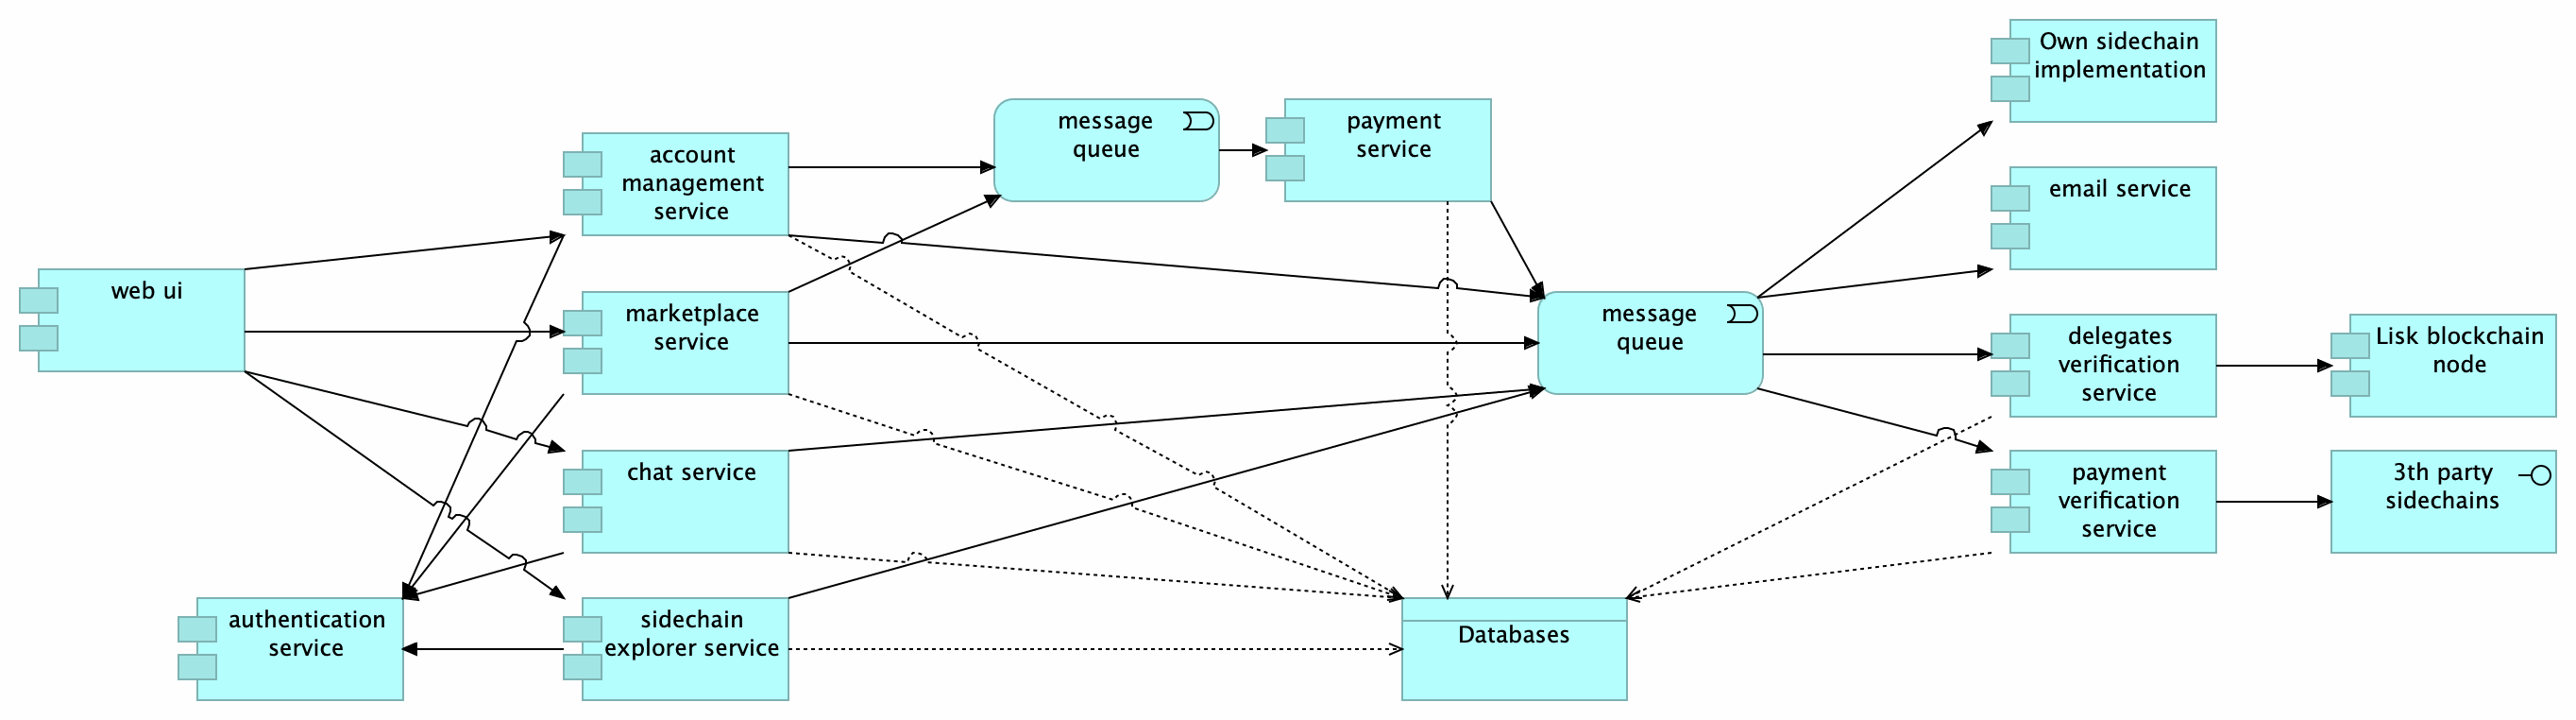 Own sidechain
implementation
message
queue
payment
service
account
management
service
email service
web ui
marketplace
service
message
queue
delegates
verification
service
Lisk blockchain
node
chat service
payment
verification
service
3th party
sidechains
authentication
service
sidechain
explorer service
Databases